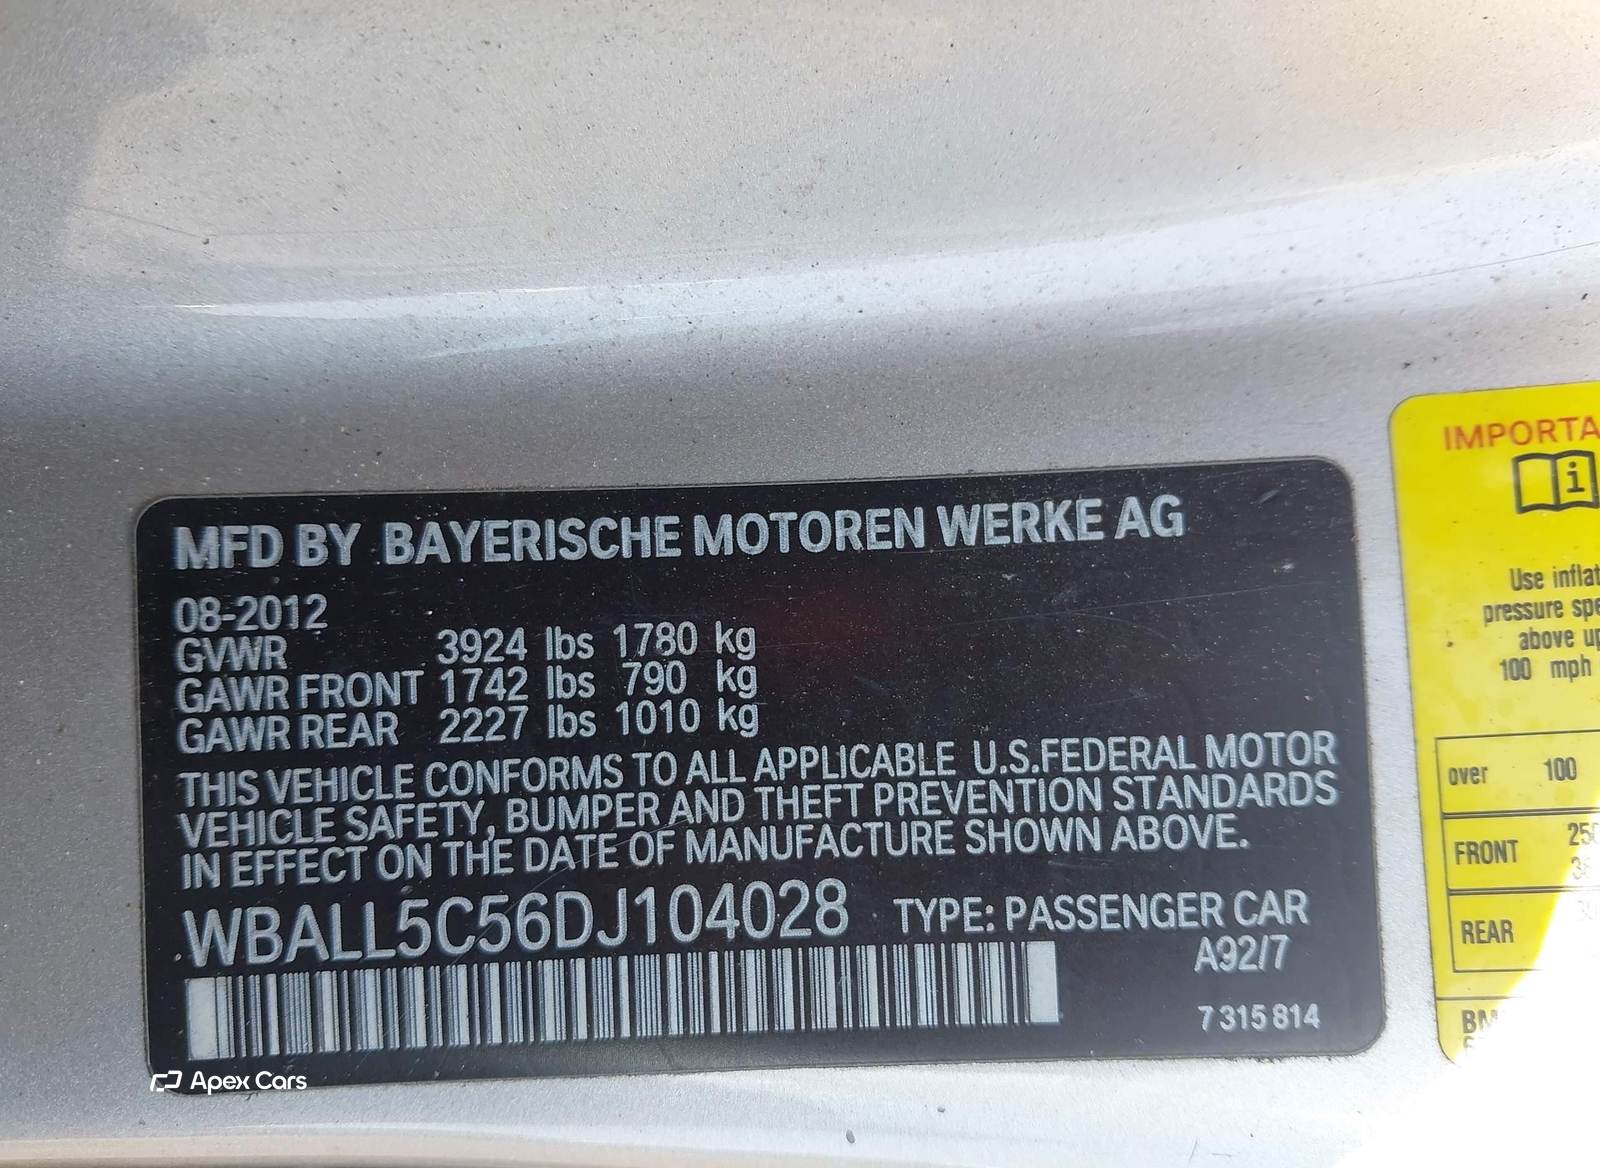 MFD BY BAYERISCHE MOTOREN WERKE AG
08-2012
GVWR 3924 lbs 1780 kg
GAWR FRONT 1742 lbs 790 kg
GAWR REAR 2227 lbs 1010 kg
THIS VEHICLE CONFORMS TO ALL APPLICABLE U.S.FEDERAL MOTOR
VEHICLE SAFETY, BUMPER AND THEFT PREVENTION STANDARDS
IN EFFECT ON THE DATE OF MANUFACTURE SHOWN ABOVE.
WBALL5C56DJ104028 TYPE: PASSENGER CAR
A92/7
7 315 814
Apex Cars
IMPORTA
i
Use inflat
pressure spe
above up
100 mph
over 100
FRONT
REAR
BM